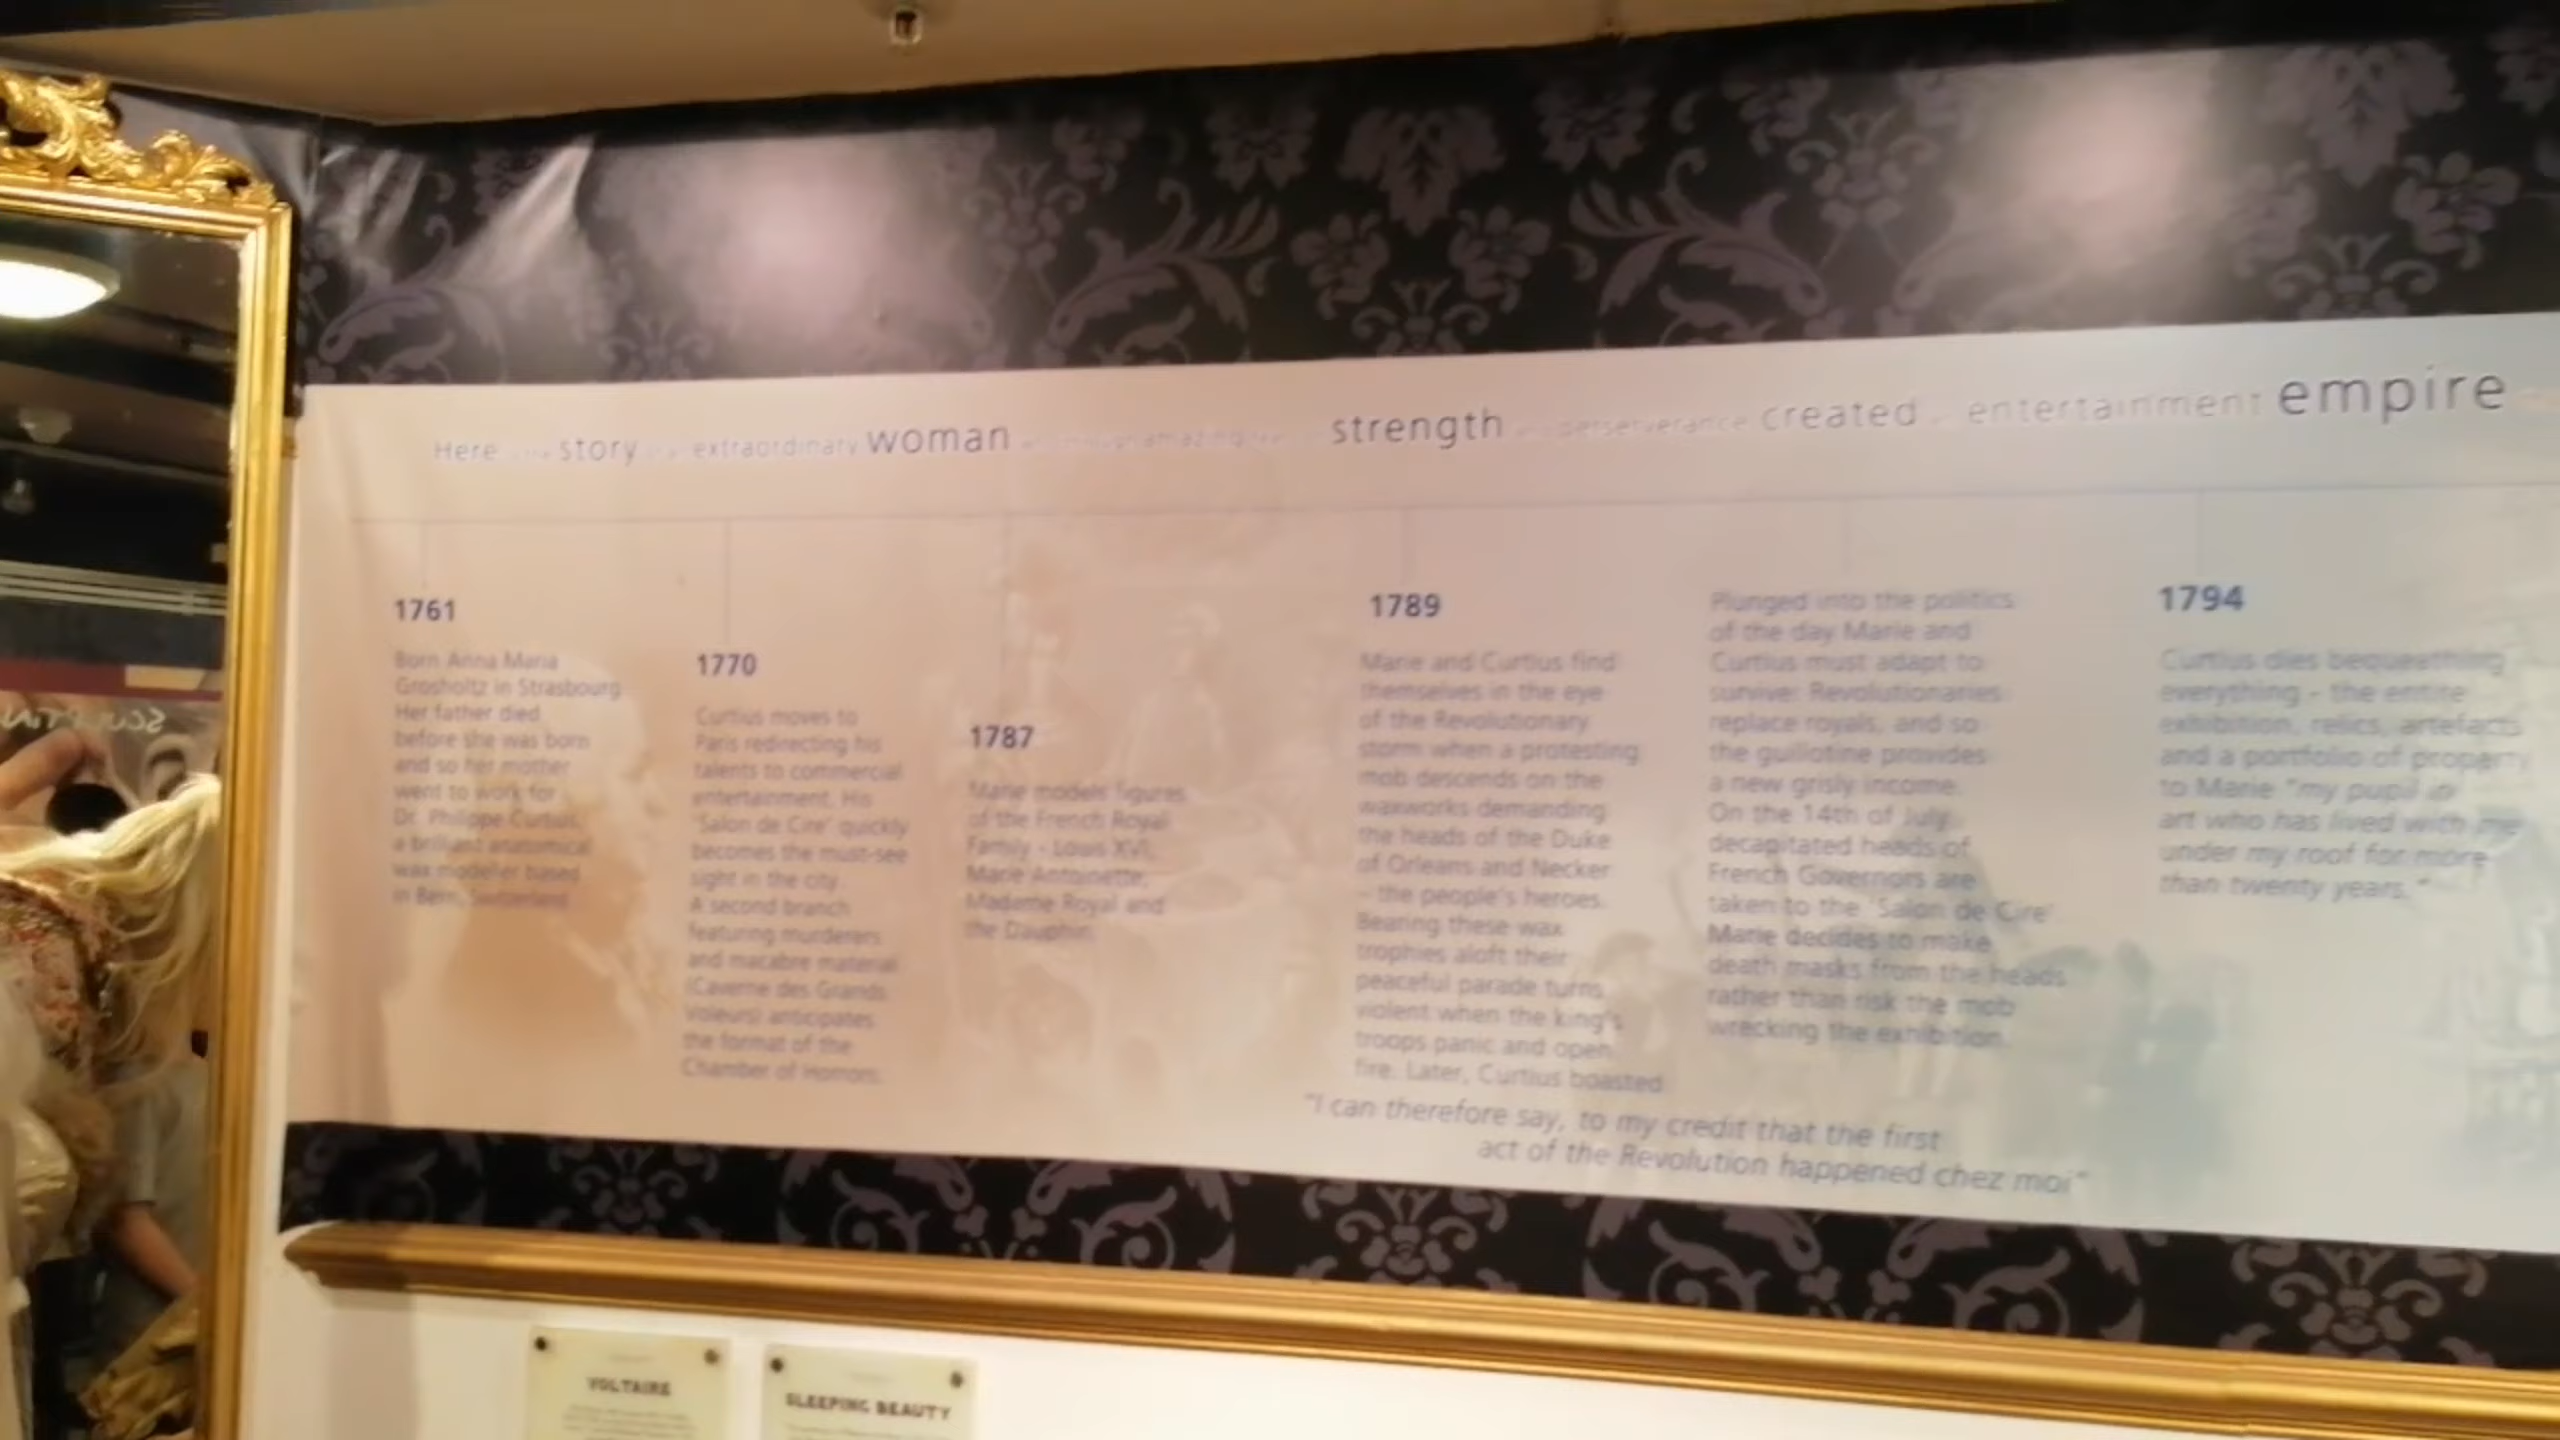 Here story extraordinary woman amazing strength perserverance created entertainment empire
1761
Born Anna Maria
Grosholtz in Strasbourg
Her father died
before she was born
and so her mother
went to work for
Dr. Philippe Curtius,
a brilliant anatomical
wax modeller based
in Bern, Switzerland
1770
Curtius moves to
Paris redirecting his
talents to commercial
entertainment. His
'Salon de Cire' quickly
becomes the must-see
sight in the city.
A second branch
featuring murderers
and macabre material
(Caverne des Grands
Voleurs) anticipates
the format of the
Chamber of Horrors.
1787
Marie models figures
of the French Royal
Family - Louis XVI,
Marie Antoinette,
Madame Royal and
the Dauphin.
1789
Marie and Curtius find
themselves in the eye
of the Revolutionary
storm when a protesting
mob descends on the
waxworks demanding
the heads of the Duke
of Orleans and Necker
- the people's heroes.
Bearing these wax
trophies aloft their
peaceful parade turns
violent when the king's
troops panic and open
fire. Later, Curtius boasted
"I can therefore say, to my credit that the first
act of the Revolution happened chez moi"
Plunged into the politics
of the day Marie and
Curtius must adapt to
survive: Revolutionaries
replace royals, and so
the guillotine provides
a new grisly income.
On the 14th of July
decapitated heads of
French Governors are
taken to the 'Salon de Cire'
Marie decides to make
death masks from the heads
rather than risk the mob
wrecking the exhibition.
1794
Curtius dies bequeathing
everything - the entire
exhibition, relics, artefacts
and a portfolio of property
to Marie "my pupil in
art who has lived with me
under my roof for more
than twenty years."
VOLTAIRE
SLEEPING BEAUTY